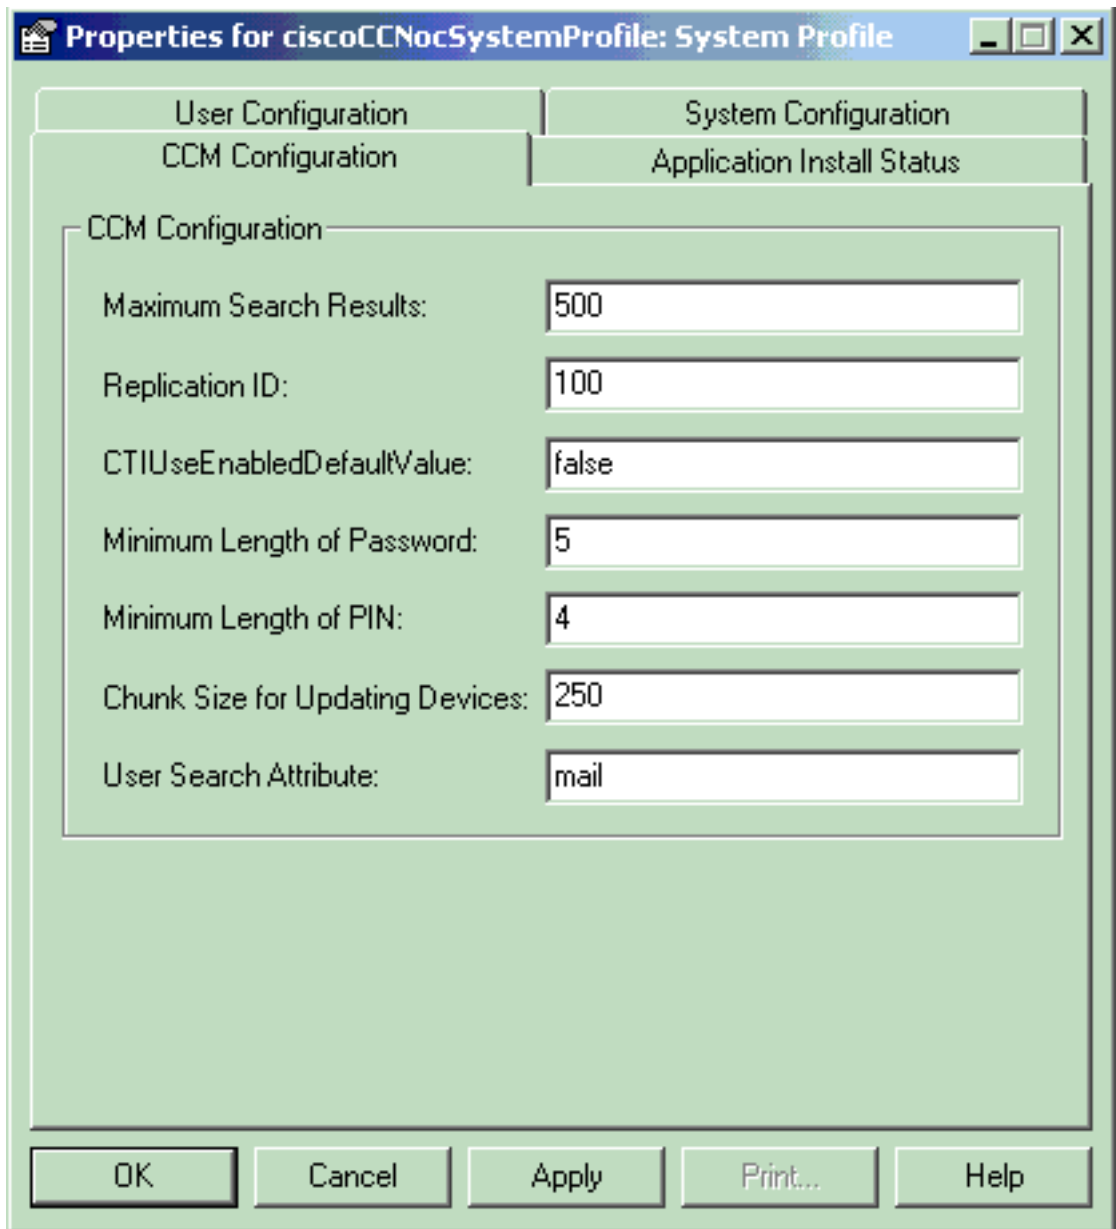 Properties for ciscoCCNocSystemProfile: System Profile
User Configuration
System Configuration
CCM Configuration
Application Install Status
CCM Configuration
Maximum Search Results: 500
Replication ID: 100
CTIUseEnabledDefaultValue: false
Minimum Length of Password: 5
Minimum Length of PIN: 4
Chunk Size for Updating Devices: 250
User Search Attribute: mail
OK Cancel Apply Print... Help